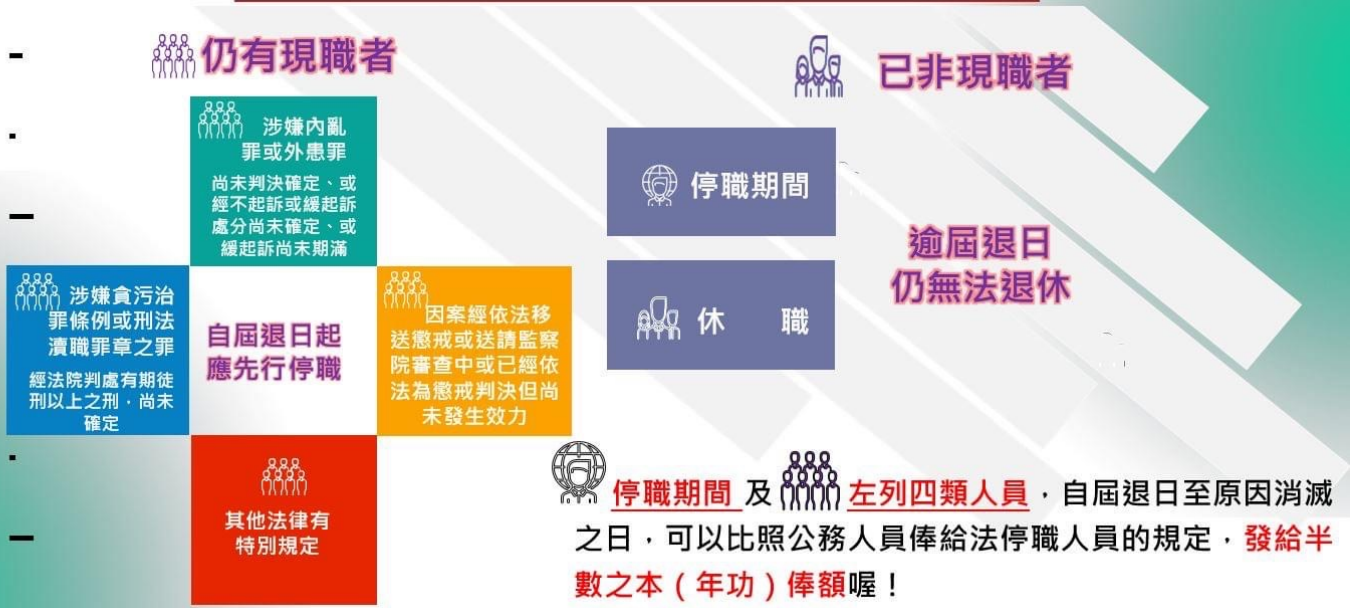 仍有現職者
已非現職者
涉嫌內亂
罪或外患罪
尚未判決確定、或
經不起訴或緩起訴
處分尚未確定、或
緩起訴尚未期滿
涉嫌貪污治
罪條例或刑法
瀆職罪章之罪
經法院判處有期徒
刑以上之刑，尚未
確定
自屆退日起
應先行停職
因案經依法移
送懲戒或送請監察
院審查中或已經依
法為懲戒判決但尚
未發生效力
其他法律有
特別規定
停職期間
休 職
逾屆退日
仍無法退休
停職期間 及 左列四類人員，自屆退日至原因消滅
之日，可以比照公務人員俸給法停職人員的規定，發給半
數之本（年功）俸額喔！